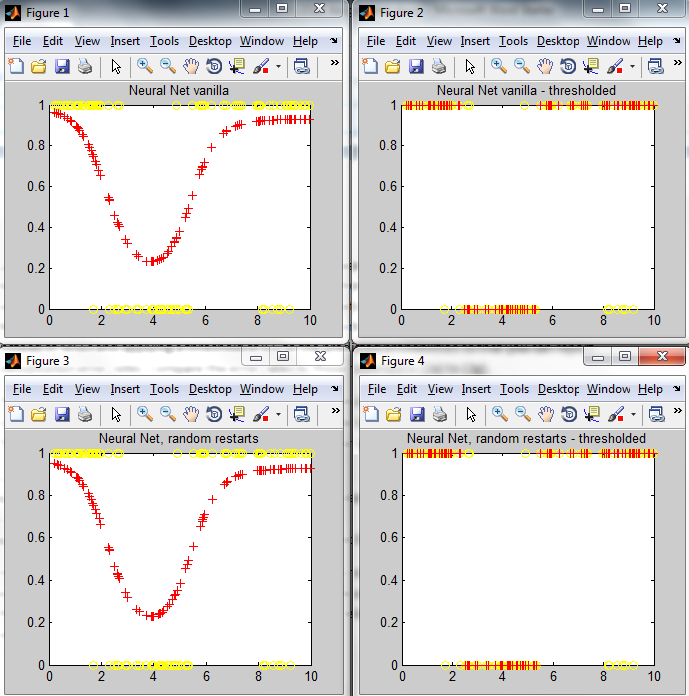 Figure 1
File Edit View Insert Tools Desktop Window Help
Neural Net vanilla
1
0.8
0.6
0.4
0.2
0
0 2 4 6 8 10
Figure 2
File Edit View Insert Tools Desktop Window Help
Neural Net vanilla - thresholded
1
0.8
0.6
0.4
0.2
0
0 2 4 6 8 10
Figure 3
File Edit View Insert Tools Desktop Window Help
Neural Net, random restarts
1
0.8
0.6
0.4
0.2
0
0 2 4 6 8 10
Figure 4
File Edit View Insert Tools Desktop Window Help
Neural Net, random restarts - thresholded
1
0.8
0.6
0.4
0.2
0
0 2 4 6 8 10